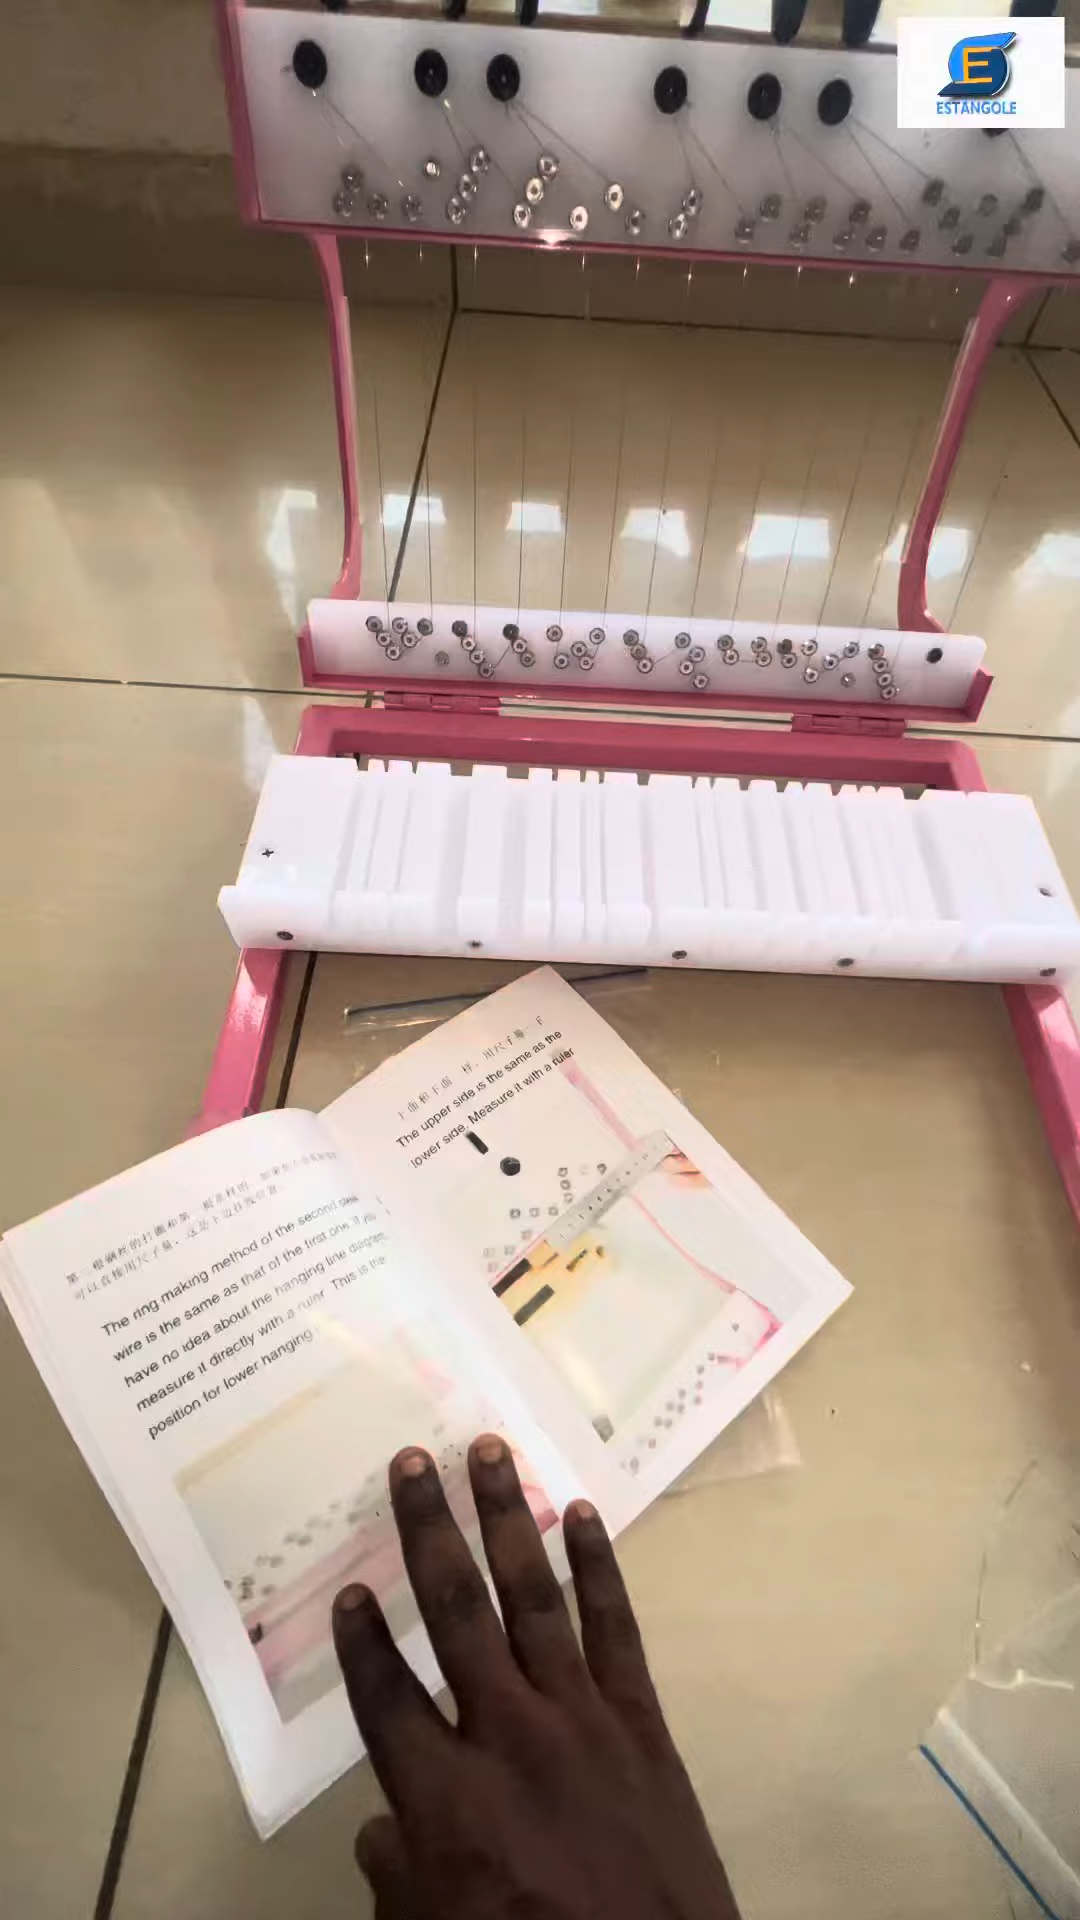 E
ESTANGOLE
The upper side is the same as the
lower side. Measure it with a ruler
The ring making method of the second steel
wire is the same as that of the first one. If you
have no idea about the hanging line diagram,
measure it directly with a ruler. This is the
position for lower hanging